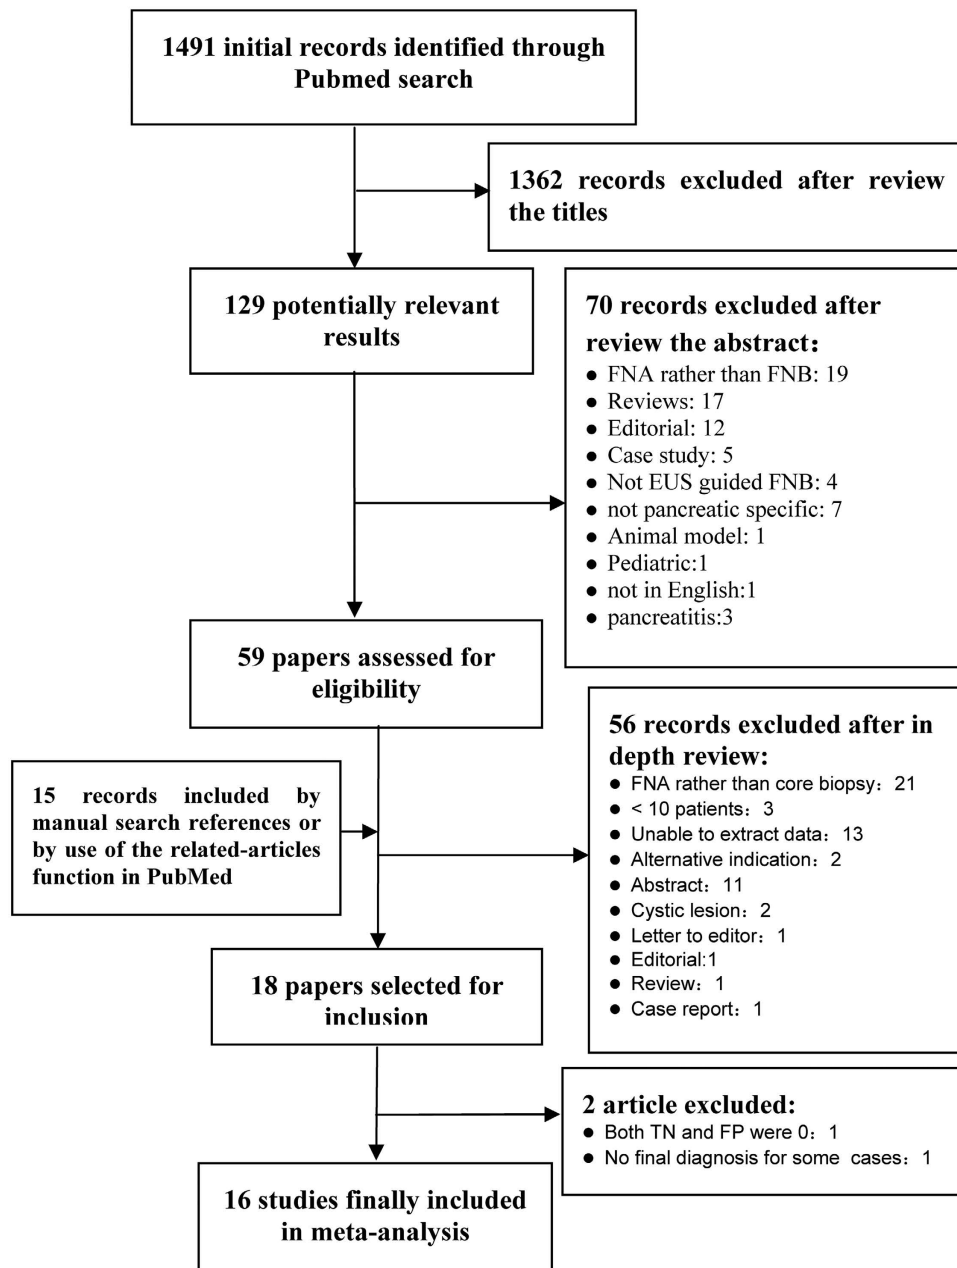 1491 initial records identified through
Pubmed search
1362 records excluded after review
the titles
129 potentially relevant
results
70 records excluded after
review the abstract：
● FNA rather than FNB: 19
● Reviews: 17
● Editorial: 12
● Case study: 5
● Not EUS guided FNB: 4
● not pancreatic specific: 7
● Animal model: 1
● Pediatric:1
● not in English:1
● pancreatitis:3
59 papers assessed for
eligibility
15 records included by
manual search references or
by use of the related-articles
function in PubMed
56 records excluded after in
depth review:
● FNA rather than core biopsy：21
● < 10 patients：3
● Unable to extract data：13
● Alternative indication：2
● Abstract：11
● Cystic lesion：2
● Letter to editor：1
● Editorial:1
● Review：1
● Case report：1
18 papers selected for
inclusion
2 article excluded:
● Both TN and FP were 0：1
● No final diagnosis for some cases：1
16 studies finally included
in meta-analysis